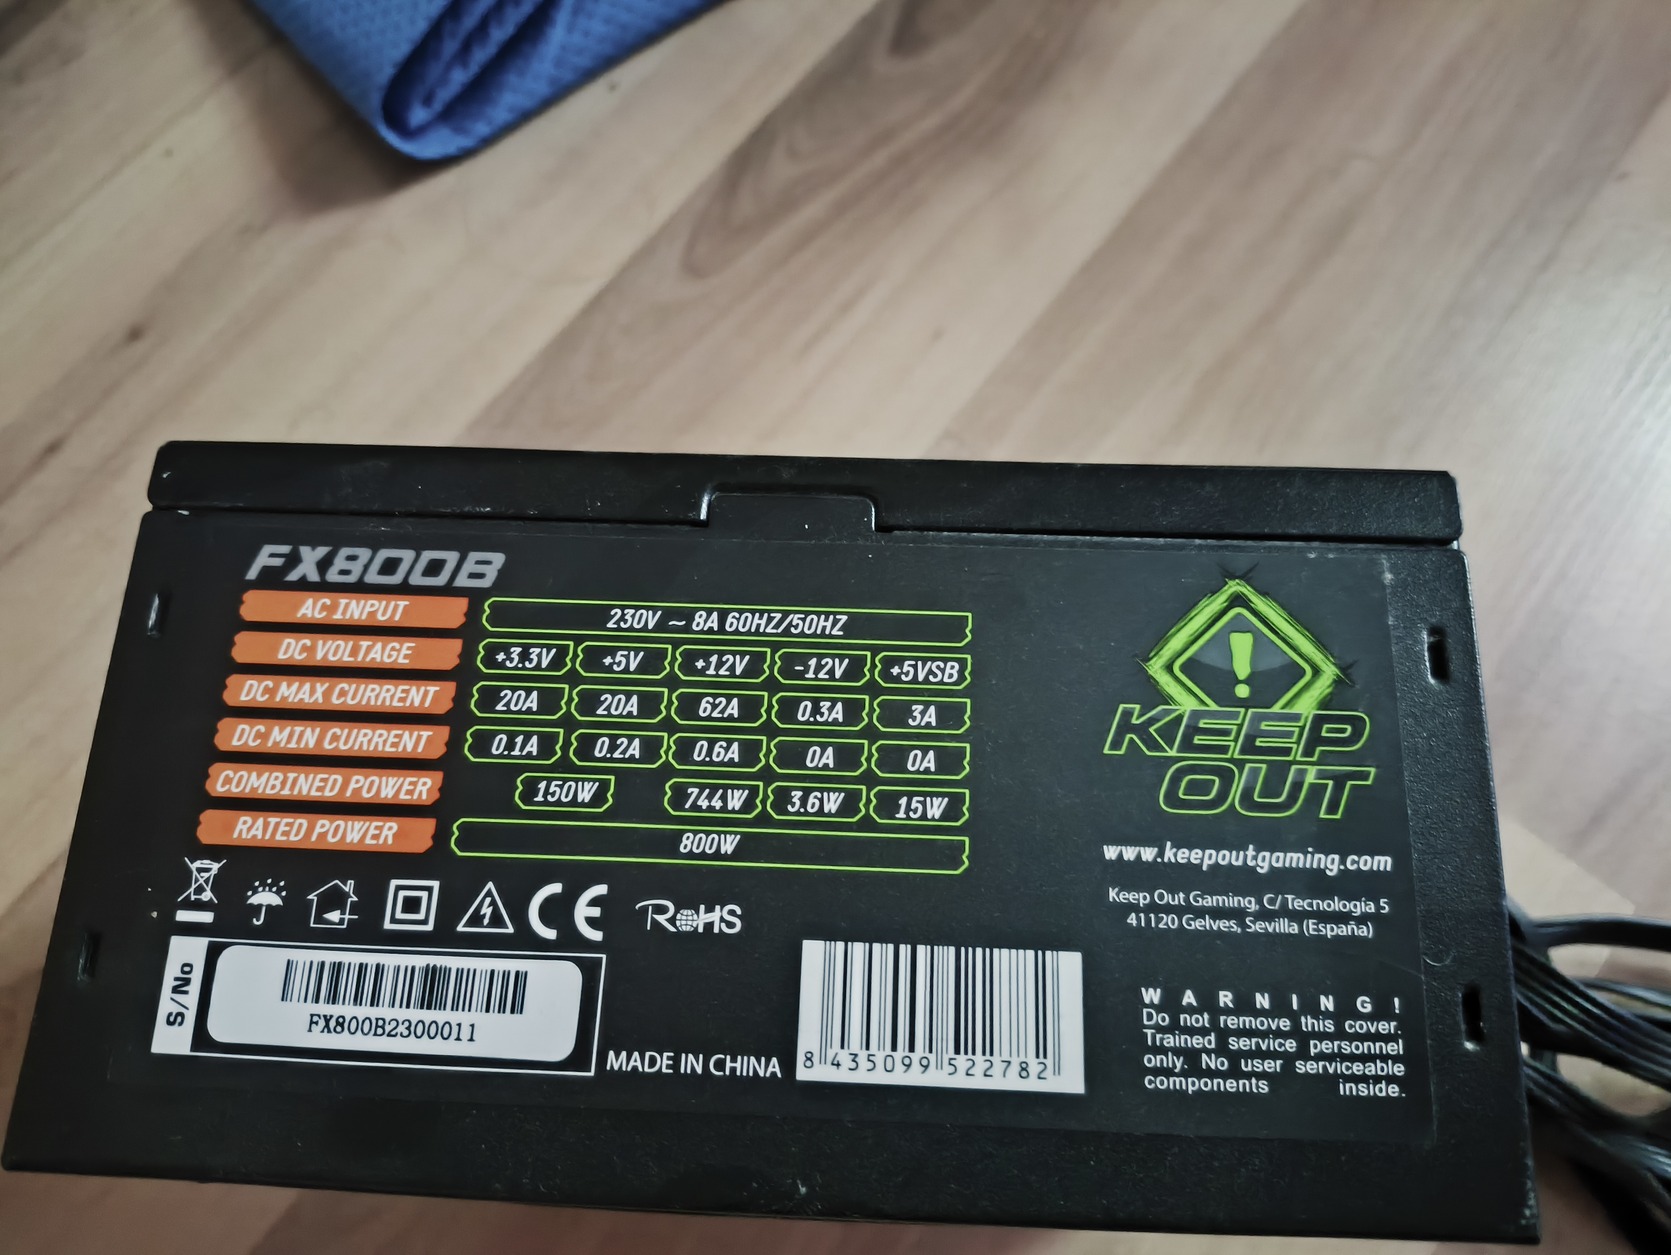 FX800B
AC INPUT 230V ~ 8A 60HZ/50HZ
DC VOLTAGE +3.3V +5V +12V -12V +5VSB
DC MAX CURRENT 20A 20A 62A 0.3A 3A
DC MIN CURRENT 0.1A 0.2A 0.6A 0A 0A
COMBINED POWER 150W 744W 3.6W 15W
RATED POWER 800W
KEEP
OUT
www.keepoutgaming.com
Keep Out Gaming, C/ Tecnología 5
41120 Gelves, Sevilla (España)
CE RoHS
S/No
FX800B2300011
MADE IN CHINA
8 435099 522782
WARNING!
Do not remove this cover.
Trained service personnel
only. No user serviceable
components inside.